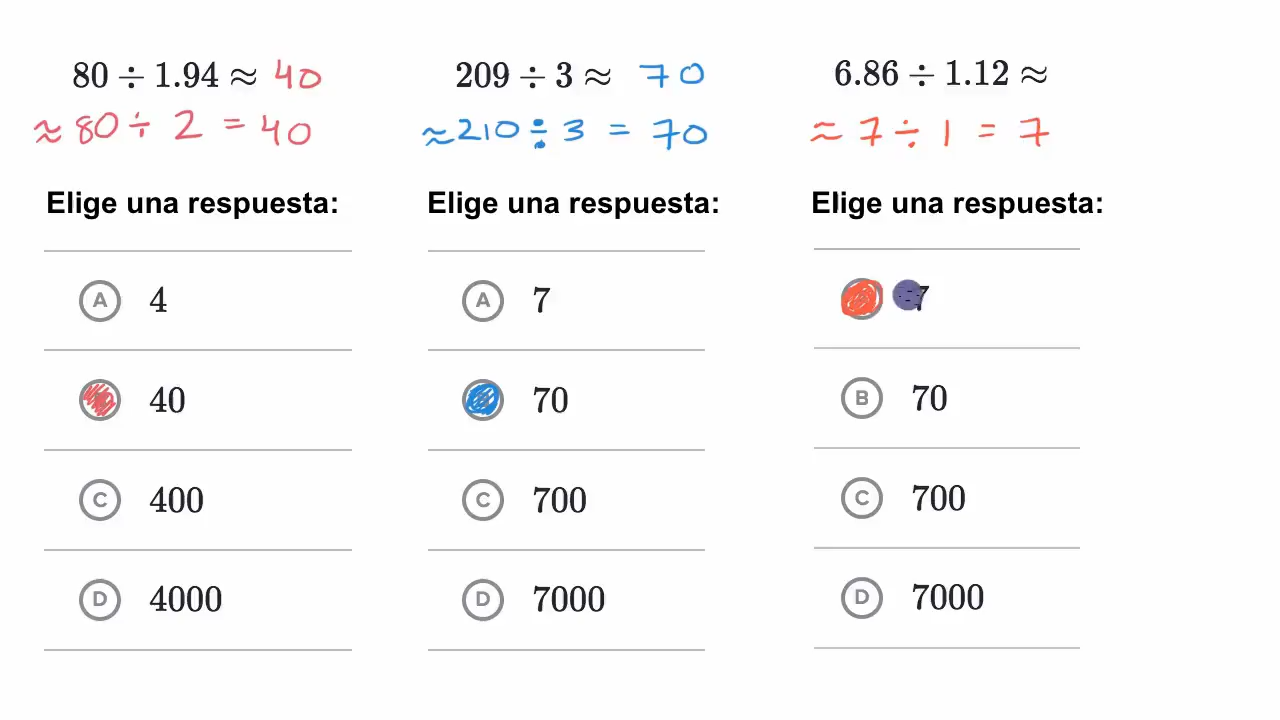 80 ÷ 1.94 ≈ 40
≈ 80 ÷ 2 = 40
Elige una respuesta:
A 4
40
C 400
D 4000
209 ÷ 3 ≈ 70
≈ 210 ÷ 3 = 70
Elige una respuesta:
A 7
70
C 700
D 7000
6.86 ÷ 1.12 ≈
≈ 7 ÷ 1 = 7
Elige una respuesta:
7
B 70
C 700
D 7000